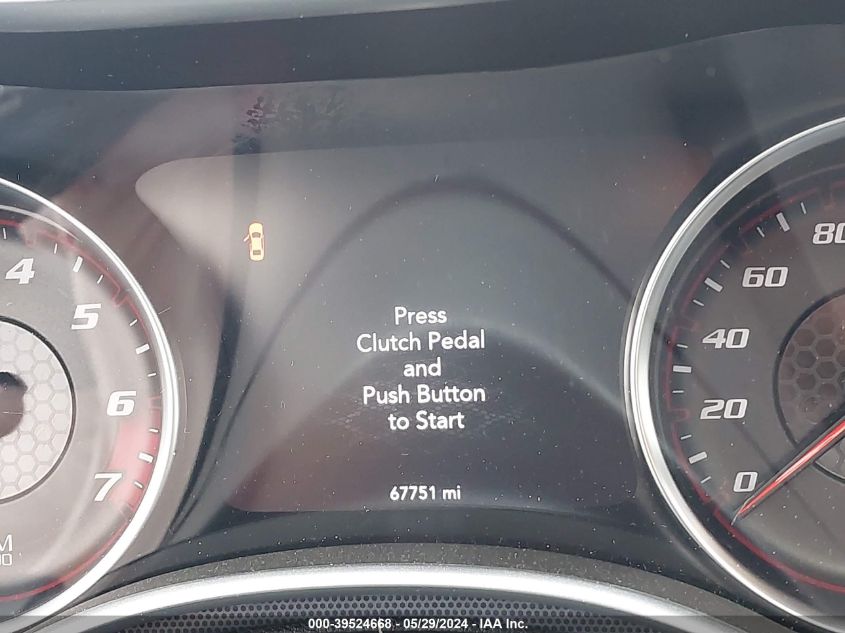 4
5
6
7
Press
Clutch Pedal
and
Push Button
to Start
67751 mi
80
60
40
20
0
000-39524668 - 05/29/2024 - IAA Inc.